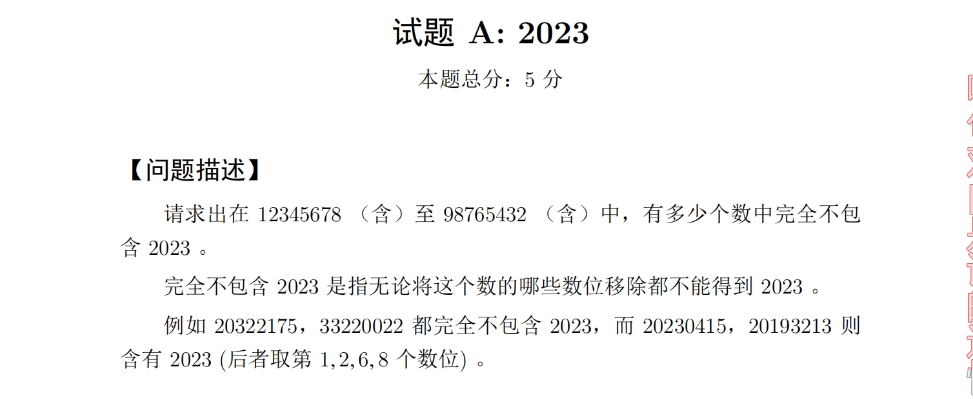 试题 A: 2023
本题总分：5 分
【问题描述】
请求出在 12345678 （含）至 98765432 （含）中，有多少个数中完全不包
含 2023 。
完全不包含 2023 是指无论将这个数的哪些数位移除都不能得到 2023 。
例如 20322175，33220022 都完全不包含 2023，而 20230415，20193213 则
含有 2023 (后者取第 1,2,6,8 个数位) 。